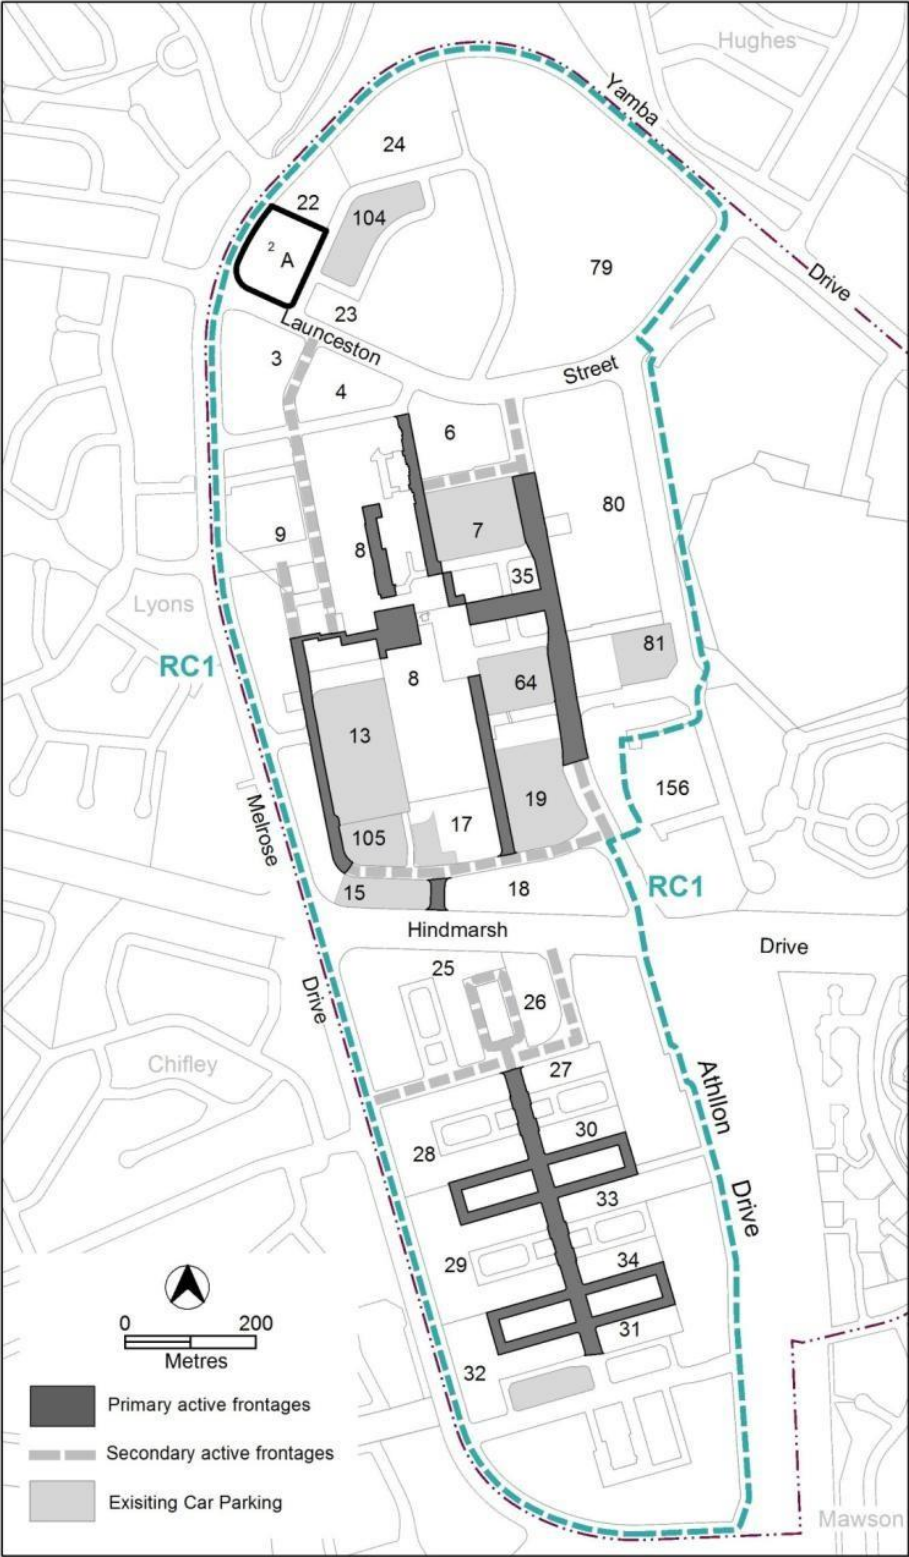 Hughes
Yamba
24
22
104
2
A
79
Drive
23
Launceston
3
Street
4
6
80
7
9
8
35
Lyons
81
RC1
8
64
13
156
19
Melrose
17
105
RC1
15
18
Hindmarsh
Drive
25
Drive
26
Chifley
27
Athllon
30
28
33
Drive
29
34
31
32
0 200
Metres
Primary active frontages
Secondary active frontages
Exisiting Car Parking
Mawson